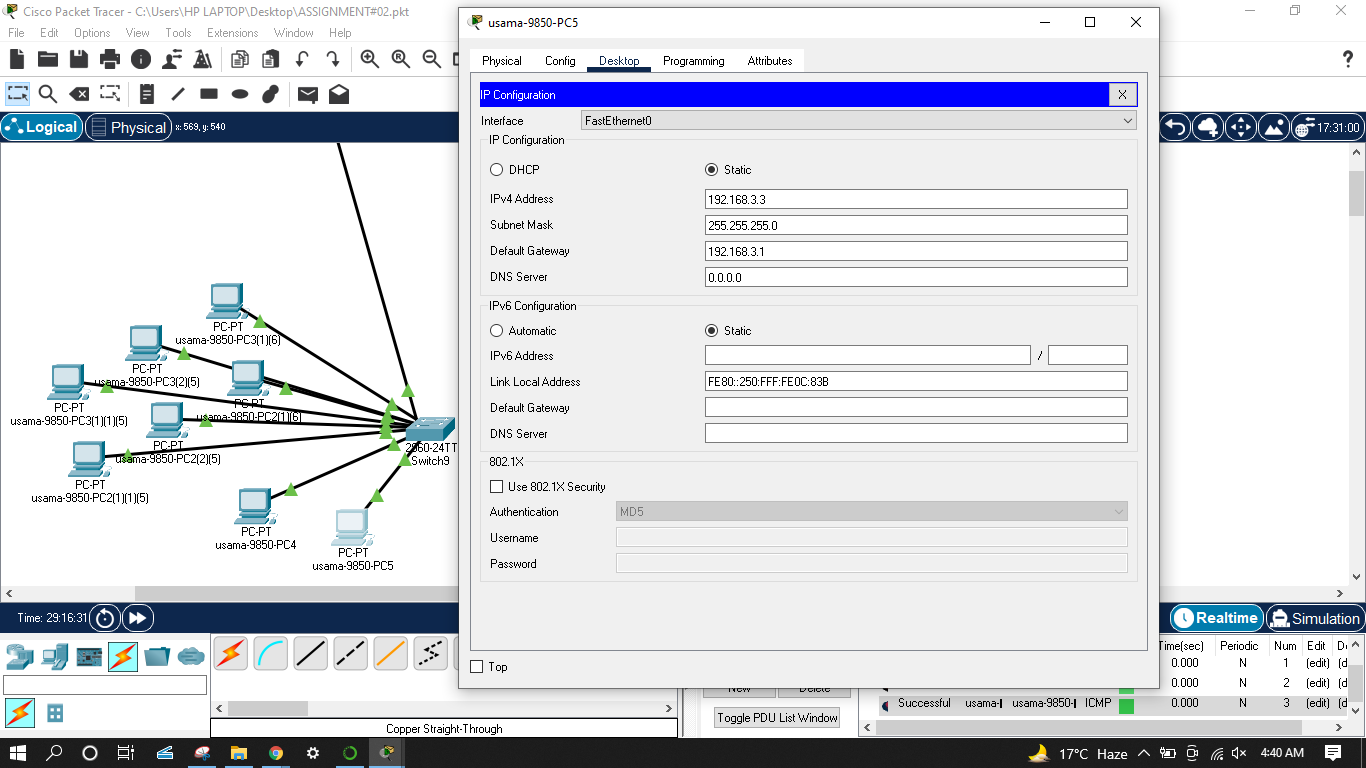 Cisco Packet Tracer - C:\Users\HP LAPTOP\Desktop\ASSIGNMENT#02.pkt
File Edit Options View Tools Extensions Window Help
Logical Physical x: 569, y: 540
17:31:00
usama-9850-PC5
Physical Config Desktop Programming Attributes
IP Configuration X
Interface FastEthernet0
IP Configuration
DHCP Static
IPv4 Address 192.168.3.3
Subnet Mask 255.255.255.0
Default Gateway 192.168.3.1
DNS Server 0.0.0.0
IPv6 Configuration
Automatic Static
IPv6 Address /
Link Local Address FE80::250:FFF:FE0C:83B
Default Gateway
DNS Server
802.1X
Use 802.1X Security
Authentication MD5
Username
Password
Top
PC-PT
usama-9850-PC3(1)(6)
PC-PT
usama-9850-PC3(2)(5)
PC-PT
usama-9850-PC2(1)(6)
PC-PT
usama-9850-PC3(1)(1)(5)
PC-PT
usama-9850-PC2(2)(5)
PC-PT
usama-9850-PC2(1)(1)(5)
2960-24TT
Switch9
PC-PT
usama-9850-PC4
PC-PT
usama-9850-PC5
Time: 29:16:31
Realtime Simulation
Time(sec) Periodic Num Edit
0.000 N 1 (edit) (d
0.000 N 2 (edit) (d
Successful usama- usama-9850- ICMP 0.000 N 3 (edit) (d
New Delete
Toggle PDU List Window
Copper Straight-Through
17°C Haze 4:40 AM